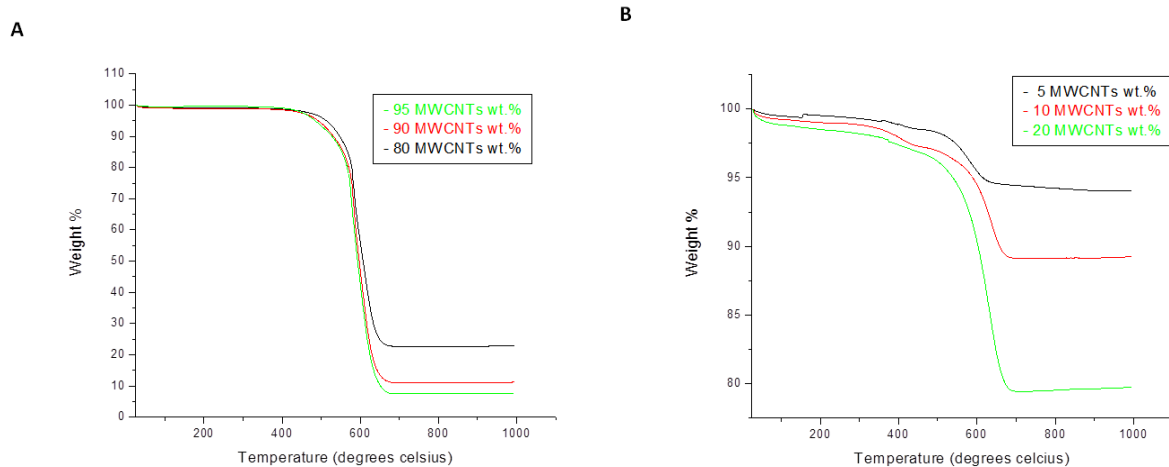 A
B
110
100
90
80
70
60
50
40
30
20
10
0
Weight %
- 95 MWCNTs wt.%
- 90 MWCNTs wt.%
- 80 MWCNTs wt.%
200
400
600
800
1000
Temperature (degrees celsius)
100
95
90
85
80
Weight %
- 5 MWCNTs wt.%
- 10 MWCNTs wt.%
- 20 MWCNTs wt.%
200
400
600
800
1000
Temperature (degrees celcius)